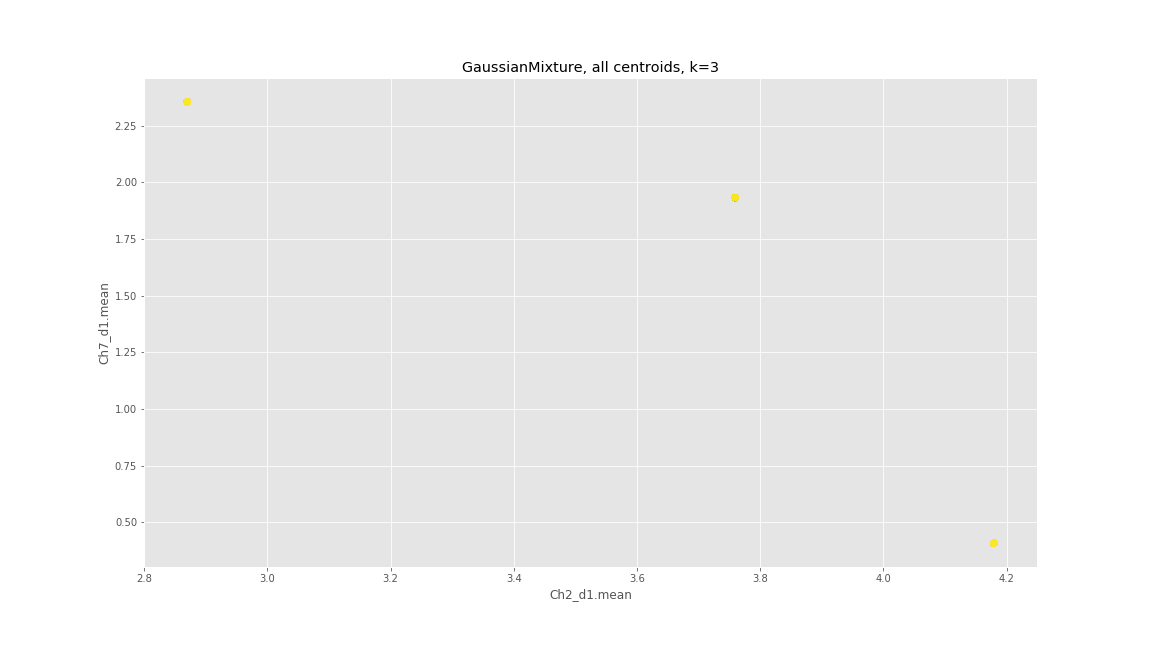 GaussianMixture, all centroids, k=3
Ch7_d1.mean
2.25
2.00
1.75
1.50
1.25
1.00
0.75
0.50
2.8 3.0 3.2 3.4 3.6 3.8 4.0 4.2
Ch2_d1.mean